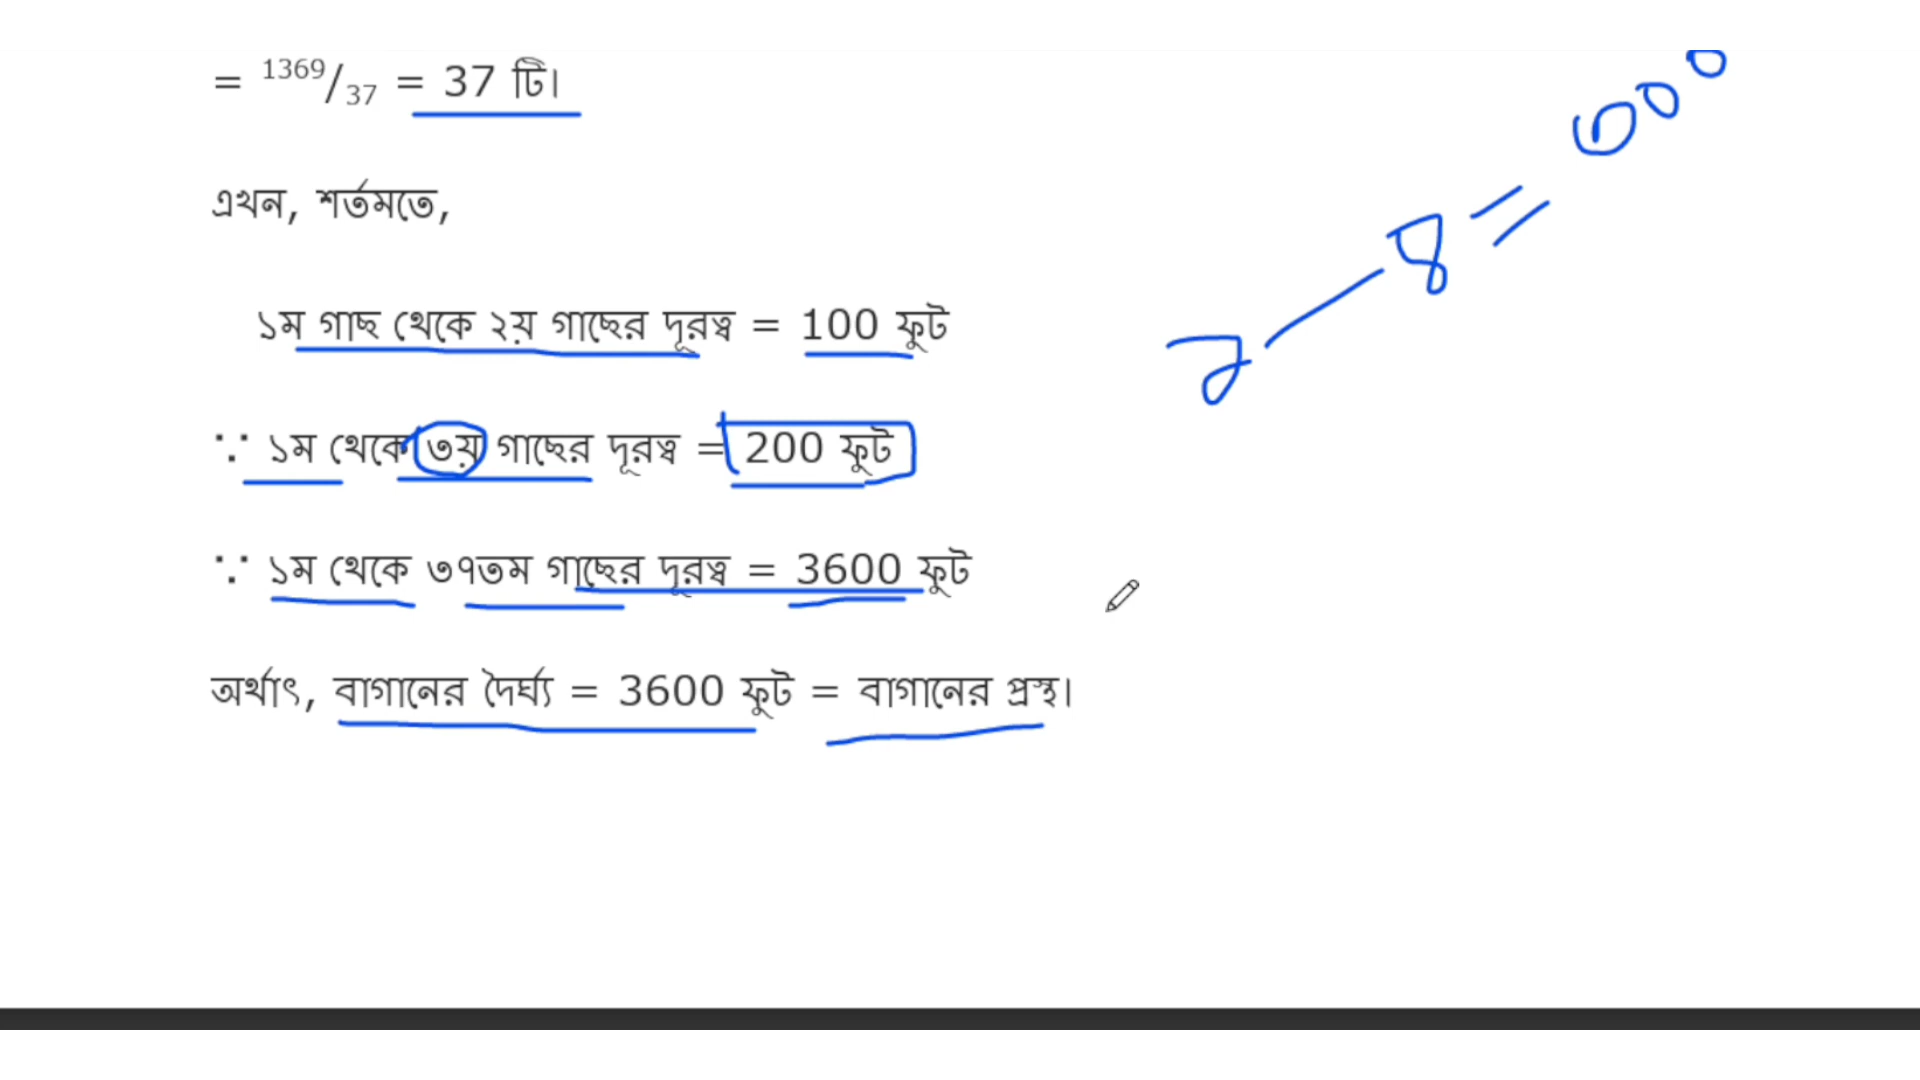 = 1369/37 = 37 টি।
এখন, শর্তমতে,
১ম গাছ থেকে ২য় গাছের দূরত্ব = 100 ফুট
∵ ১ম থেকে ৩য় গাছের দূরত্ব = 200 ফুট
∵ ১ম থেকে ৩৭তম গাছের দূরত্ব = 3600 ফুট
অর্থাৎ, বাগানের দৈর্ঘ্য = 3600 ফুট = বাগানের প্রস্থ।
১ — ৪ = ৩০০